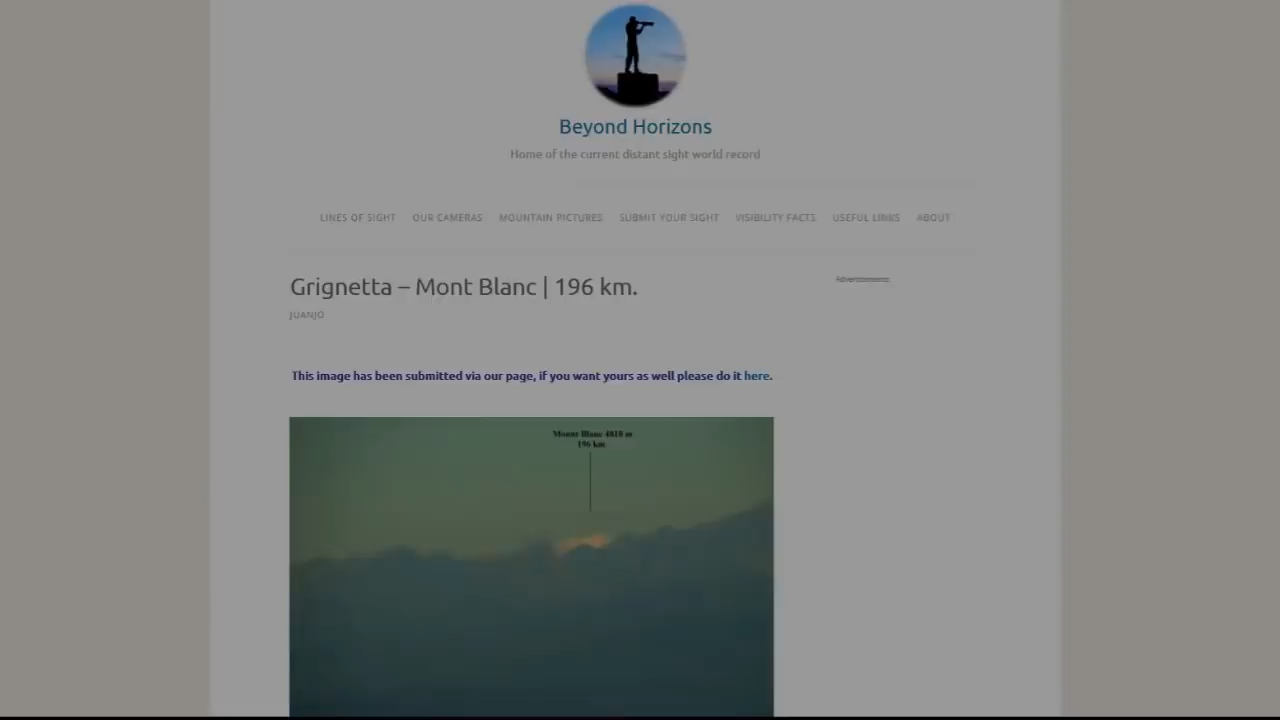 Beyond Horizons
Home of the current distant sight world record
LINES OF SIGHT OUR CAMERAS MOUNTAIN PICTURES SUBMIT YOUR SIGHT VISIBILITY FACTS USEFUL LINKS ABOUT
Grignetta – Mont Blanc | 196 km.
Advertisements
JUANJO
This image has been submitted via our page, if you want yours as well please do it here.
Mount Blanc 4810 m
196 km